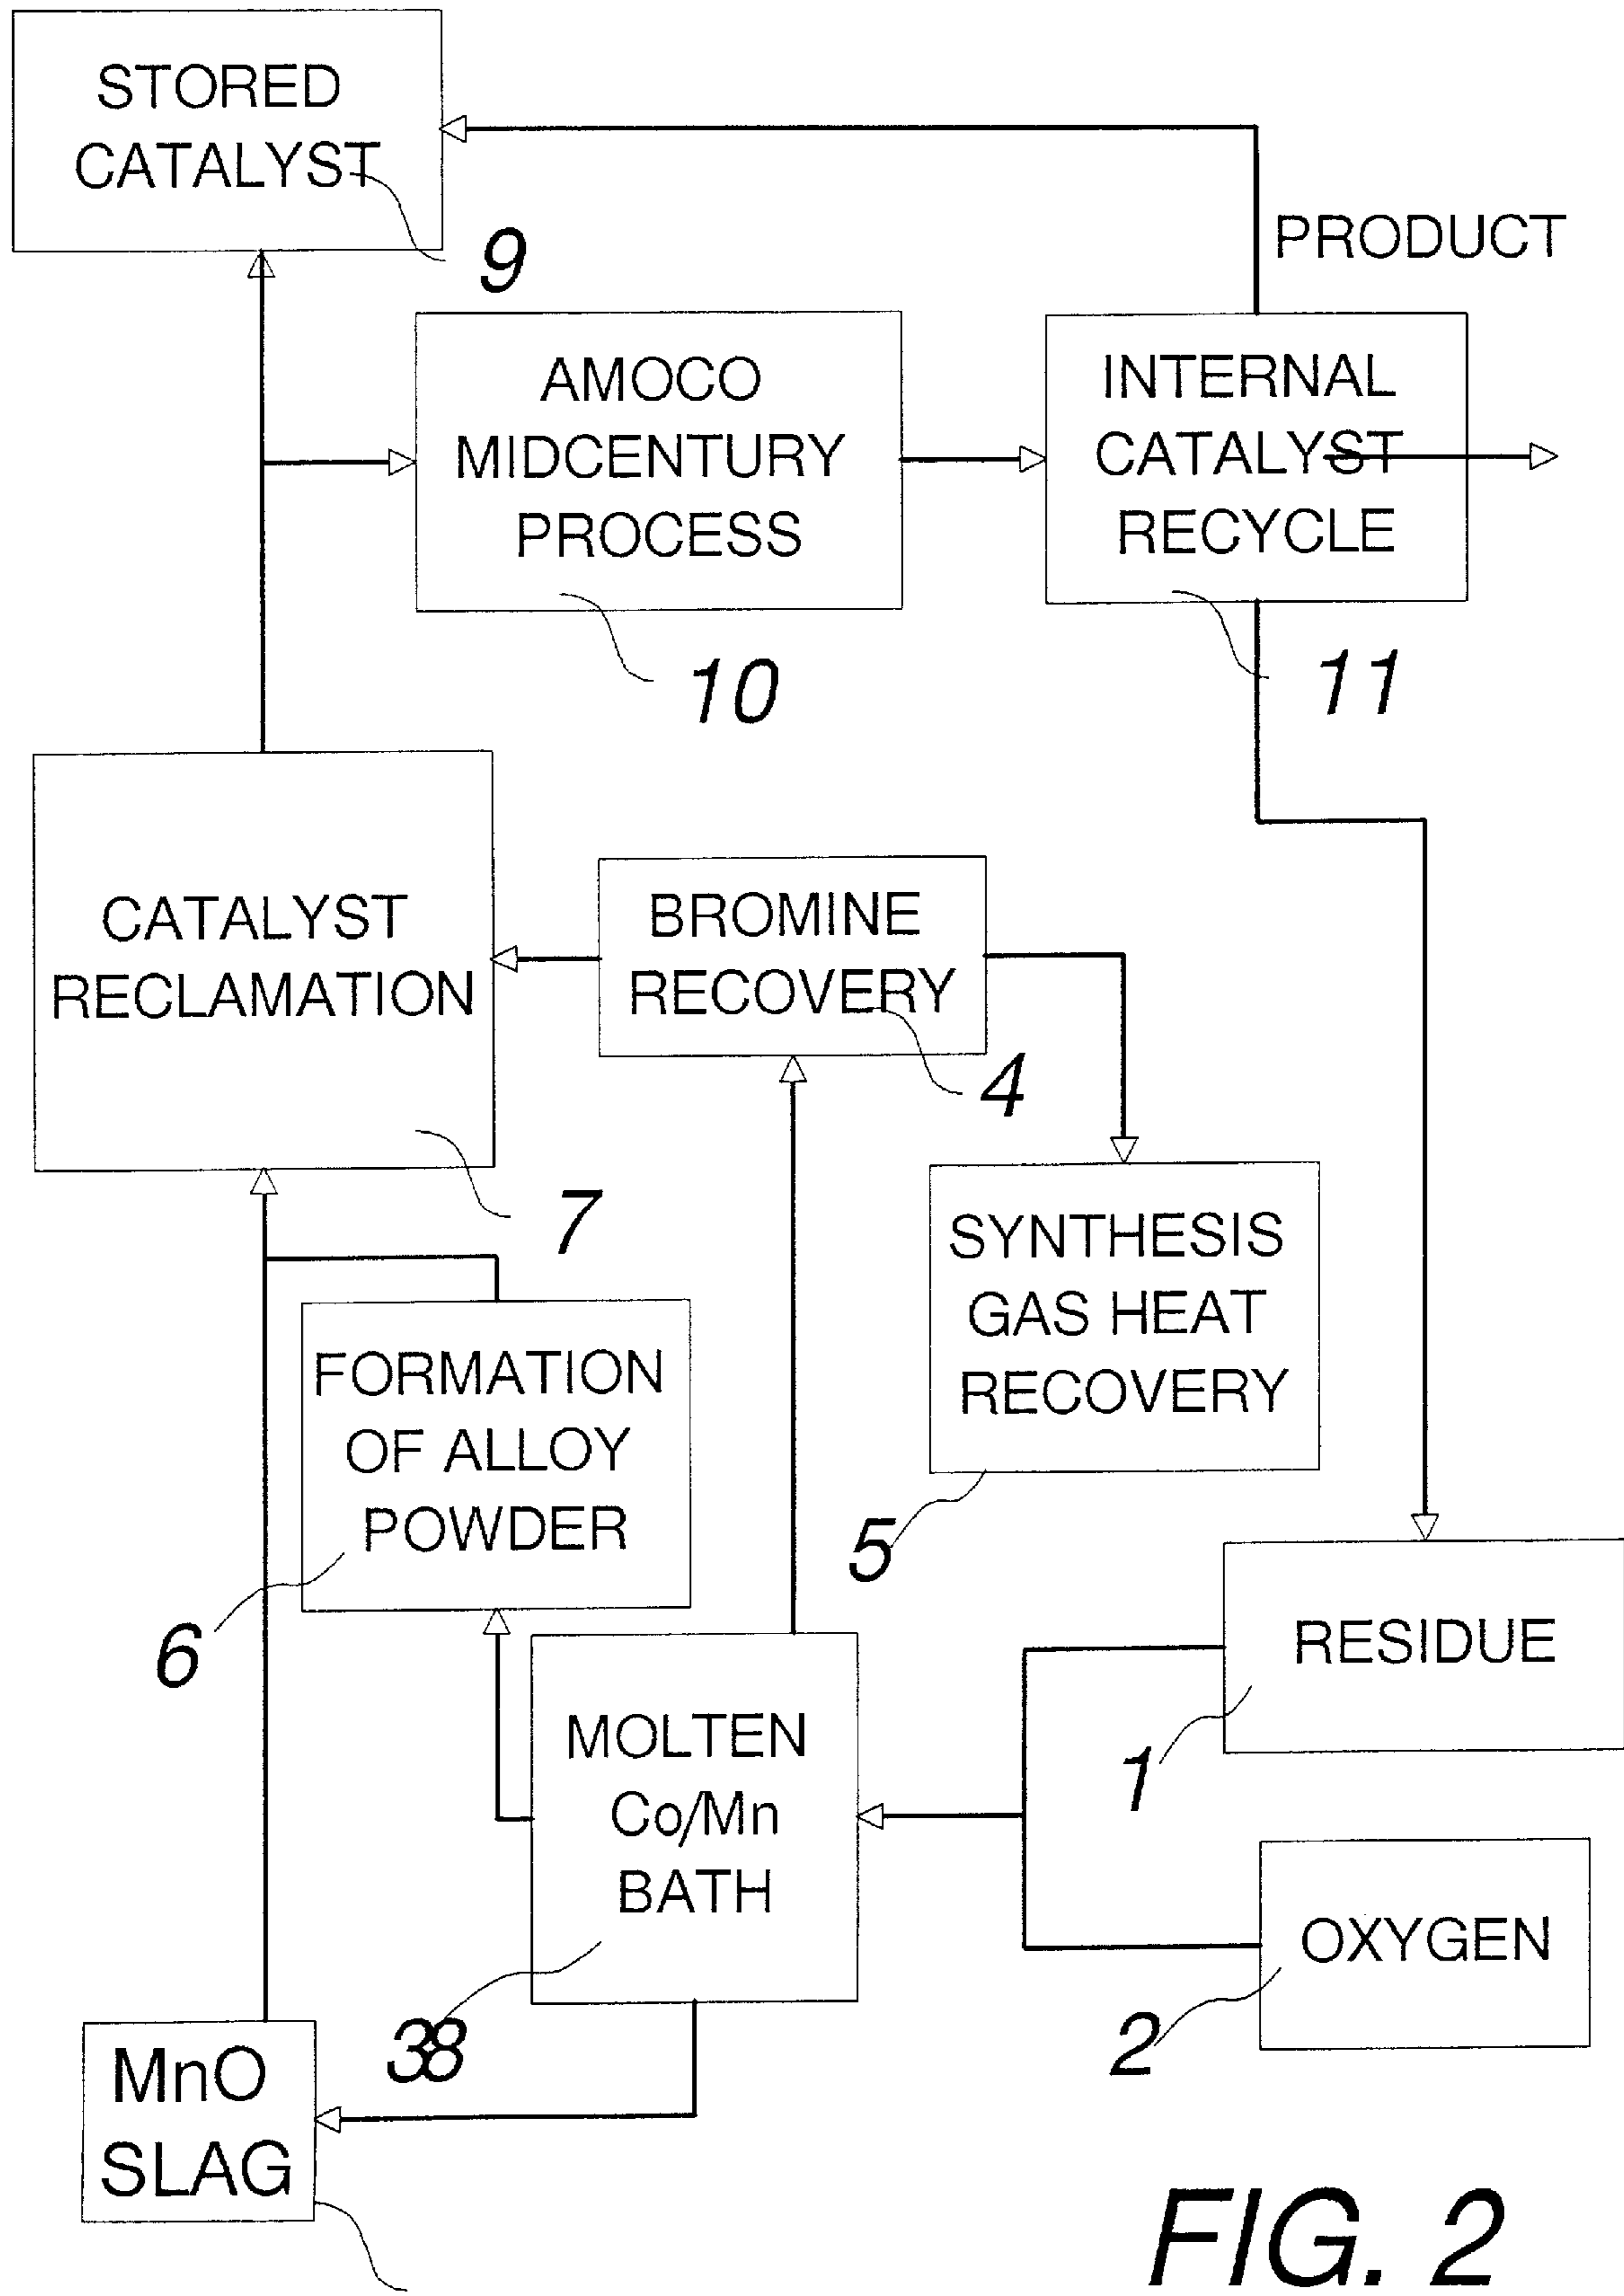 STORED
CATALYST
9
PRODUCT
AMOCO
MIDCENTURY
PROCESS
10
INTERNAL
CATALYST
RECYCLE
11
CATALYST
RECLAMATION
7
BROMINE
RECOVERY
4
SYNTHESIS
GAS HEAT
RECOVERY
5
FORMATION
OF ALLOY
POWDER
6
RESIDUE
1
MOLTEN
Co/Mn
BATH
38
OXYGEN
2
MnO
SLAG
FIG. 2